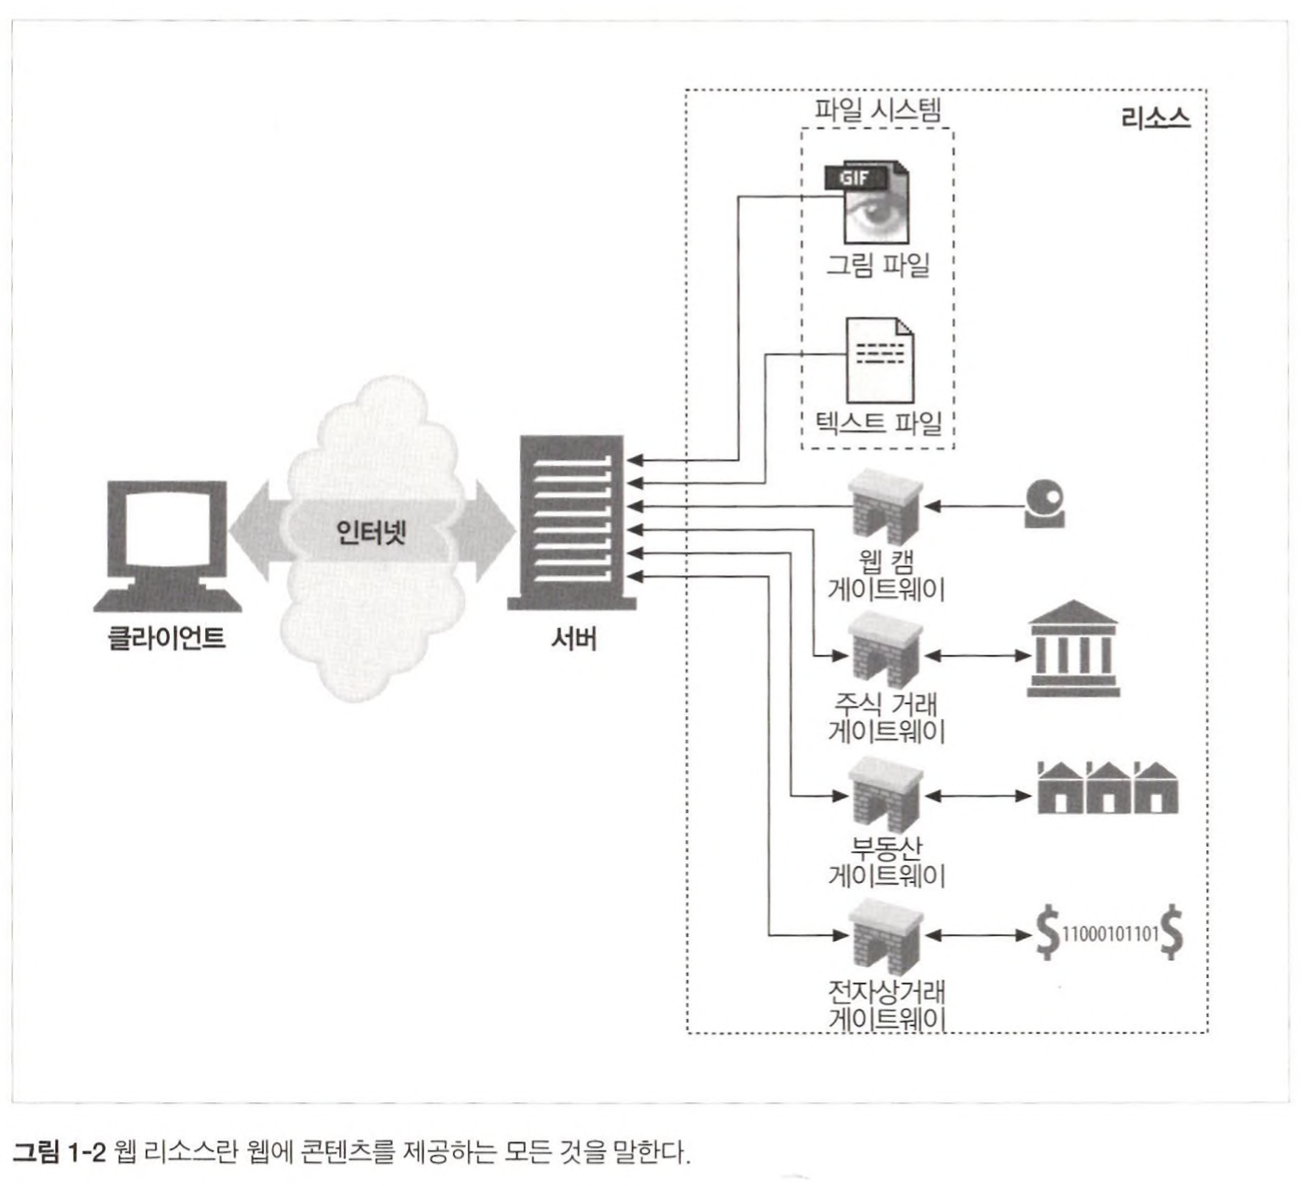 파일 시스템
리소스
GIF
그림 파일
텍스트 파일
인터넷
클라이언트
서버
웹 캠
게이트웨이
주식 거래
게이트웨이
부동산
게이트웨이
$11000101101$
전자상거래
게이트웨이
그림 1-2 웹 리소스란 웹에 콘텐츠를 제공하는 모든 것을 말한다.